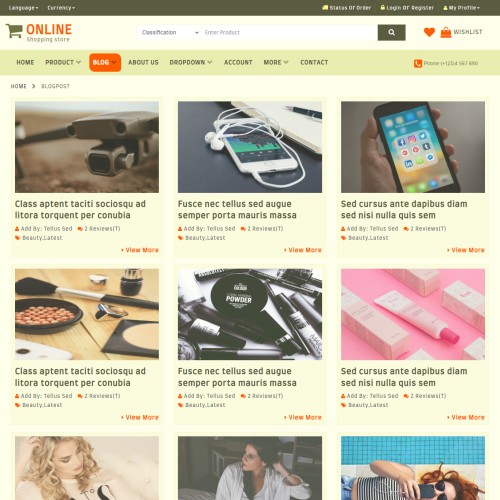 Language
Currency
Status Of Order
Login Or Register
My Profile
ONLINE
Shopping store
Classification
Enter Product
WISHLIST
HOME
PRODUCT
BLOG
ABOUT US
DROPDOWN
ACCOUNT
MORE
CONTACT
HOME
BLOGPOST
Class aptent taciti sociosqu ad
litora torquent per conubia
Add By: Tellus Sed 2 Reviews(T)
Beauty,Latest
View More
Fusce nec tellus sed augue
semper porta mauris massa
Add By: Tellus Sed 2 Reviews(T)
Beauty,Latest
View More
Sed cursus ante dapibus diam
sed nisi nulla quis sem
Add By: Tellus Sed 2 Reviews(T)
Beauty,Latest
View More
POWDER
Class aptent taciti sociosqu ad
litora torquent per conubia
Add By: Tellus Sed 2 Reviews(T)
Beauty,Latest
View More
Fusce nec tellus sed augue
semper porta mauris massa
Add By: Tellus Sed 2 Reviews(T)
Beauty,Latest
View More
Sed cursus ante dapibus diam
sed nisi nulla quis sem
Add By: Tellus Sed 2 Reviews(T)
Beauty,Latest
View More